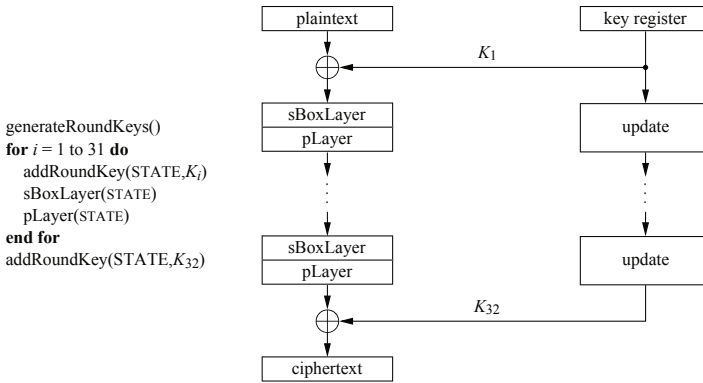 generateRoundKeys()
for i = 1 to 31 do
addRoundKey(STATE,Kᵢ)
sBoxLayer(STATE)
pLayer(STATE)
end for
addRoundKey(STATE,K₃₂)
plaintext
key register
K₁
sBoxLayer
pLayer
update
sBoxLayer
pLayer
update
K₃₂
ciphertext